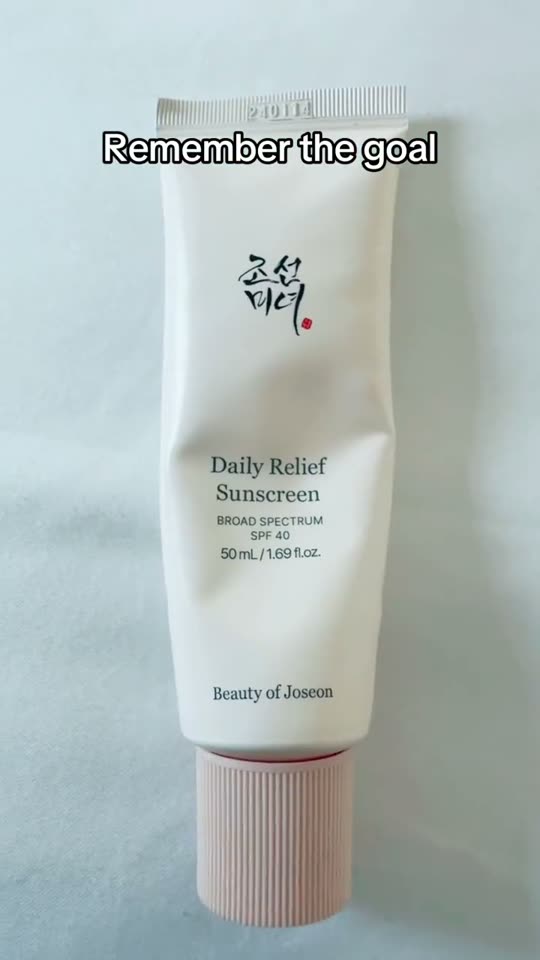 240114
Remember the goal
조선
미녀
Daily Relief
Sunscreen
BROAD SPECTRUM
SPF 40
50 mL / 1.69 fl.oz.
Beauty of Joseon